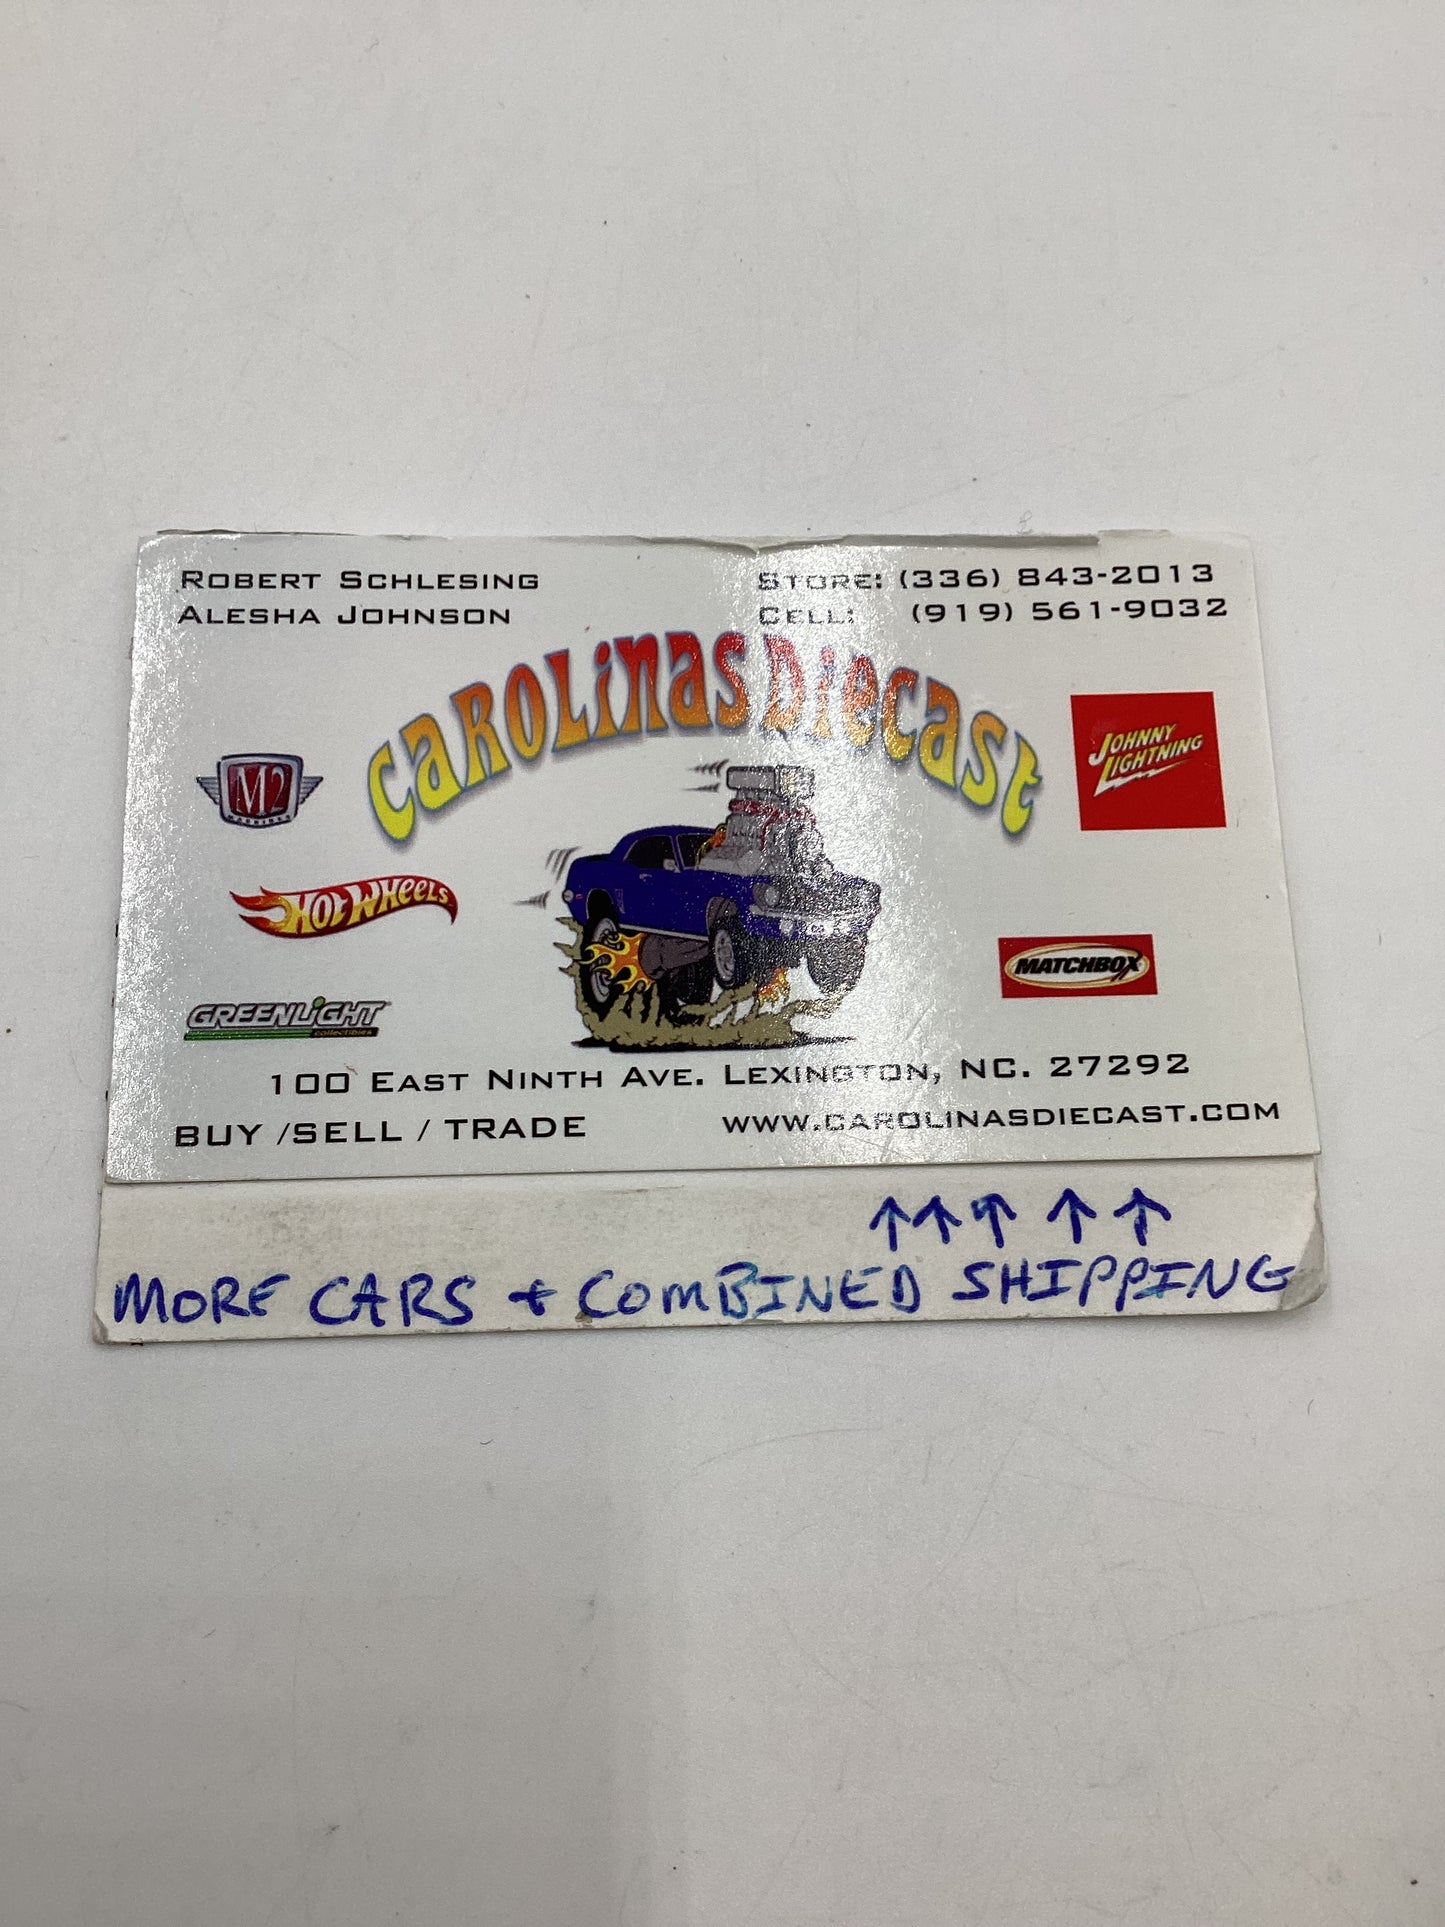 ROBERT SCHLESING
ALESHA JOHNSON
STORE: (336) 843-2013
CELL: (919) 561-9032
CAROLINAS DIECAST
M2
MACHINES
JOHNNY
LIGHTNING
HOT WHEELS
MATCHBOX
GREENLIGHT
collectibles
100 EAST NINTH AVE. LEXINGTON, NC. 27292
BUY /SELL / TRADE
WWW.CAROLINASDIECAST.COM
↑↑↑↑↑
MORE CARS + COMBINED SHIPPING